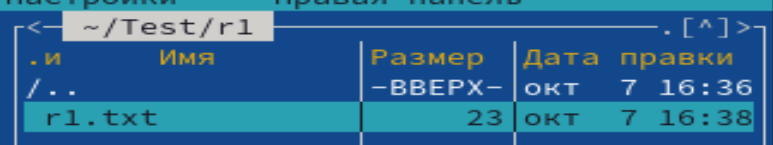 настройки правая панель
<- ~/Test/r1 .[^]>
.и Имя Размер Дата правки
/.. -ВВЕРХ- окт 7 16:36
r1.txt 23 окт 7 16:38